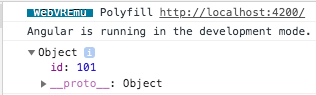 WebVREmu Polyfill http://localhost:4200/
Angular is running in the development mode.
▼ Object i
id: 101
▶ __proto__: Object